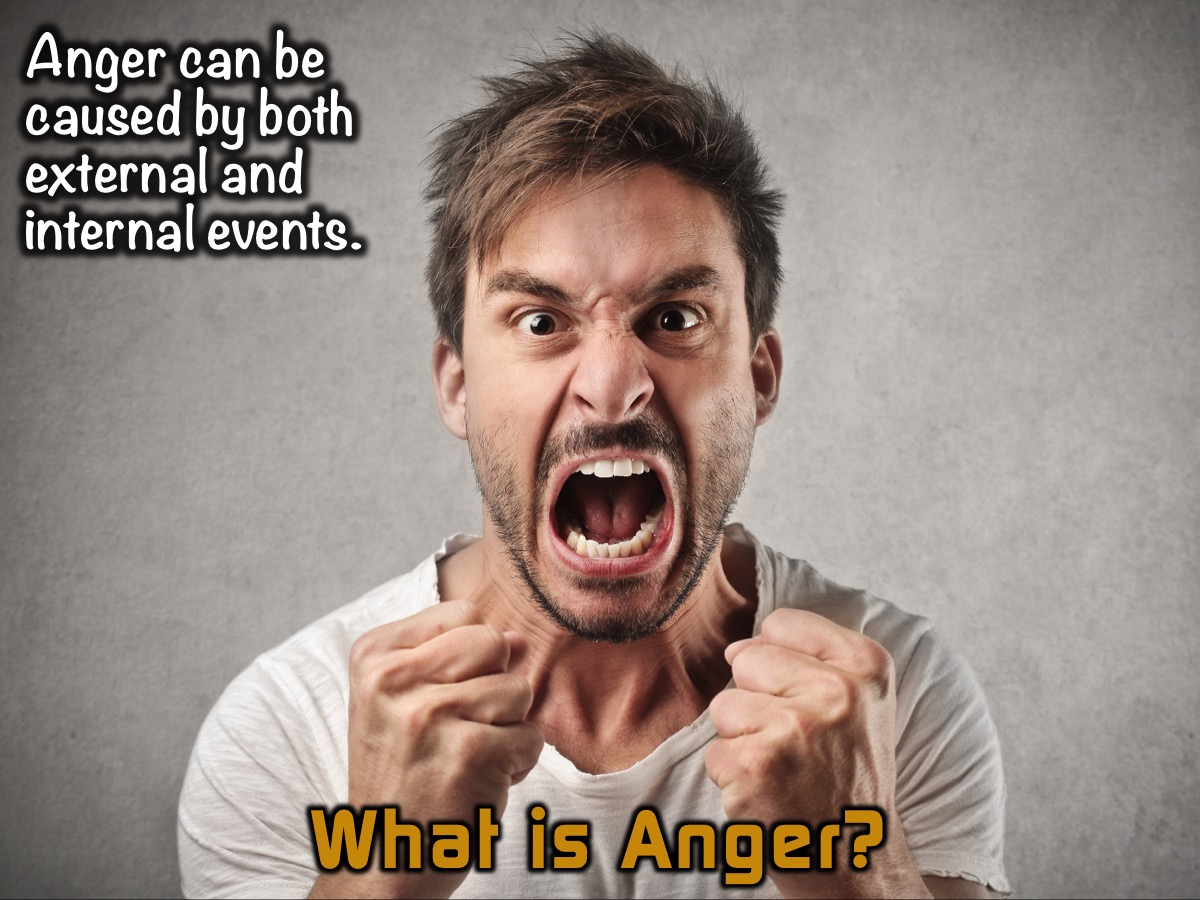 Anger can be
caused by both
external and
internal events.
What is Anger?